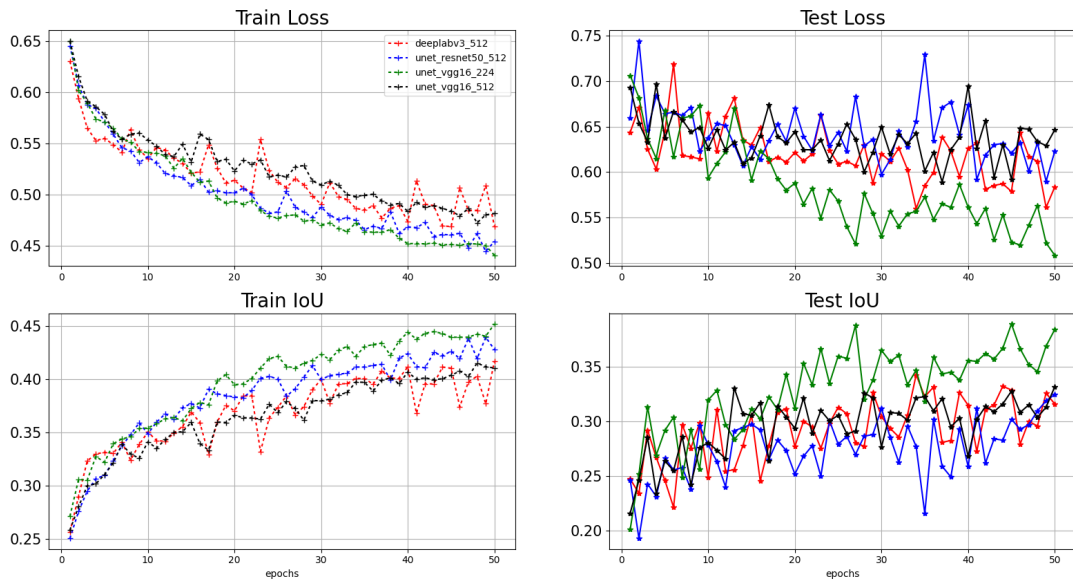 Train Loss
0.65
0.60
0.55
0.50
0.45
0 10 20 30 40 50
deeplabv3_512
unet_resnet50_512
unet_vgg16_224
unet_vgg16_512
Test Loss
0.75
0.70
0.65
0.60
0.55
0.50
0 10 20 30 40 50
Train IoU
0.45
0.40
0.35
0.30
0.25
0 10 20 30 40 50
epochs
Test IoU
0.35
0.30
0.25
0.20
0 10 20 30 40 50
epochs